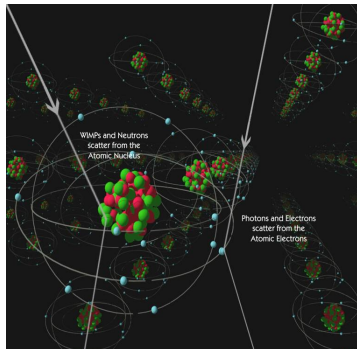 WIMPs and Neutrons
scatter from the
Atomic Nucleus
Photons and Electrons
scatter from the
Atomic Electrons